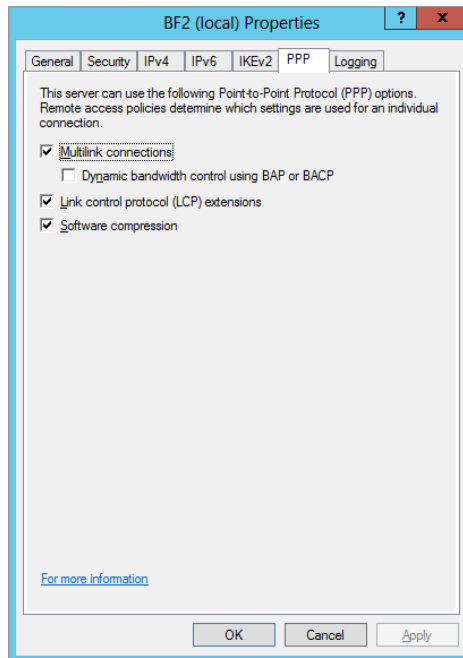 BF2 (local) Properties
? x
General Security IPv4 IPv6 IKEv2 PPP Logging
This server can use the following Point-to-Point Protocol (PPP) options.
Remote access policies determine which settings are used for an individual
connection.
Multilink connections
Dynamic bandwidth control using BAP or BACP
Link control protocol (LCP) extensions
Software compression
For more information
OK Cancel Apply